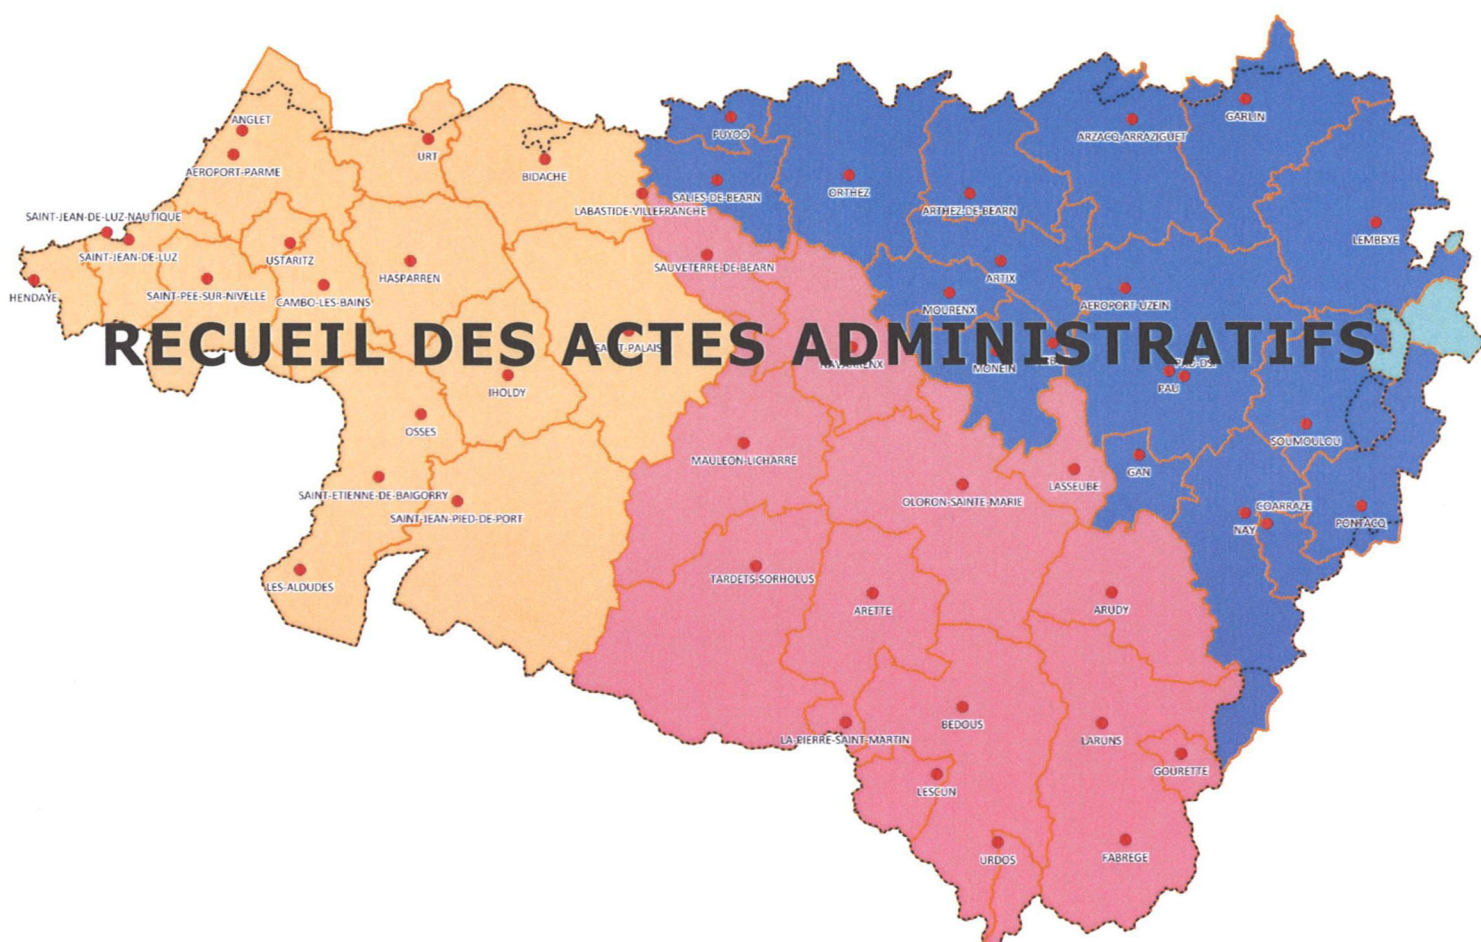 GARLIN
PUYOO
ARZACQ-ARRAZIGUET
ANGLET
URT
AEROPORT-PARME
BIDACHE
ORTHEZ
SALIES-DE-BEARN
LABASTIDE-VILLEFRANCHE
ARTHEZ-DE-BEARN
SAINT-JEAN-DE-LUZ-NAUTIQUE
LEMBEYE
SAINT-JEAN-DE-LUZ
USTARITZ
SAUVETERRE-DE-BEARN
HASPARREN
ARTIX
HENDAYE
SAINT-PEE-SUR-NIVELLE
CAMBO-LES-BAINS
MOURENX
AEROPORT-UZEIN
RECUEIL DES ACTES ADMINISTRATIFS
SAINT-PALAIS
NAVARRENX
MONEIN
PAU
IHOLDY
OSSES
SOUMOULOU
MAULEON-LICHARRE
GAN
LASSEUBE
SAINT-ETIENNE-DE-BAIGORRY
OLORON-SAINTE-MARIE
COARRAZE
SAINT-JEAN-PIED-DE-PORT
NAY
PONTACQ
TARDETS-SORHOLUS
LES-ALDUDES
ARETTE
ARUDY
BEDOUS
LA-PIERRE-SAINT-MARTIN
LARUNS
GOURETTE
LESCUN
URDOS
FABREGE